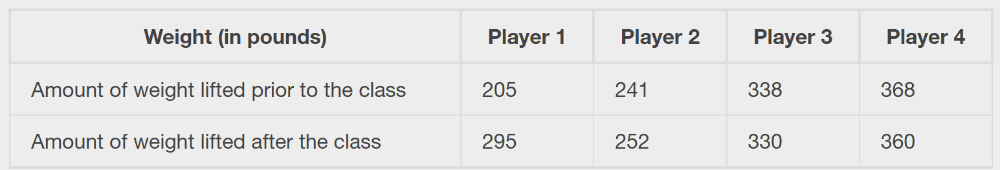 Weight (in pounds) Player 1 Player 2 Player 3 Player 4
Amount of weight lifted prior to the class 205 241 338 368
Amount of weight lifted after the class 295 252 330 360